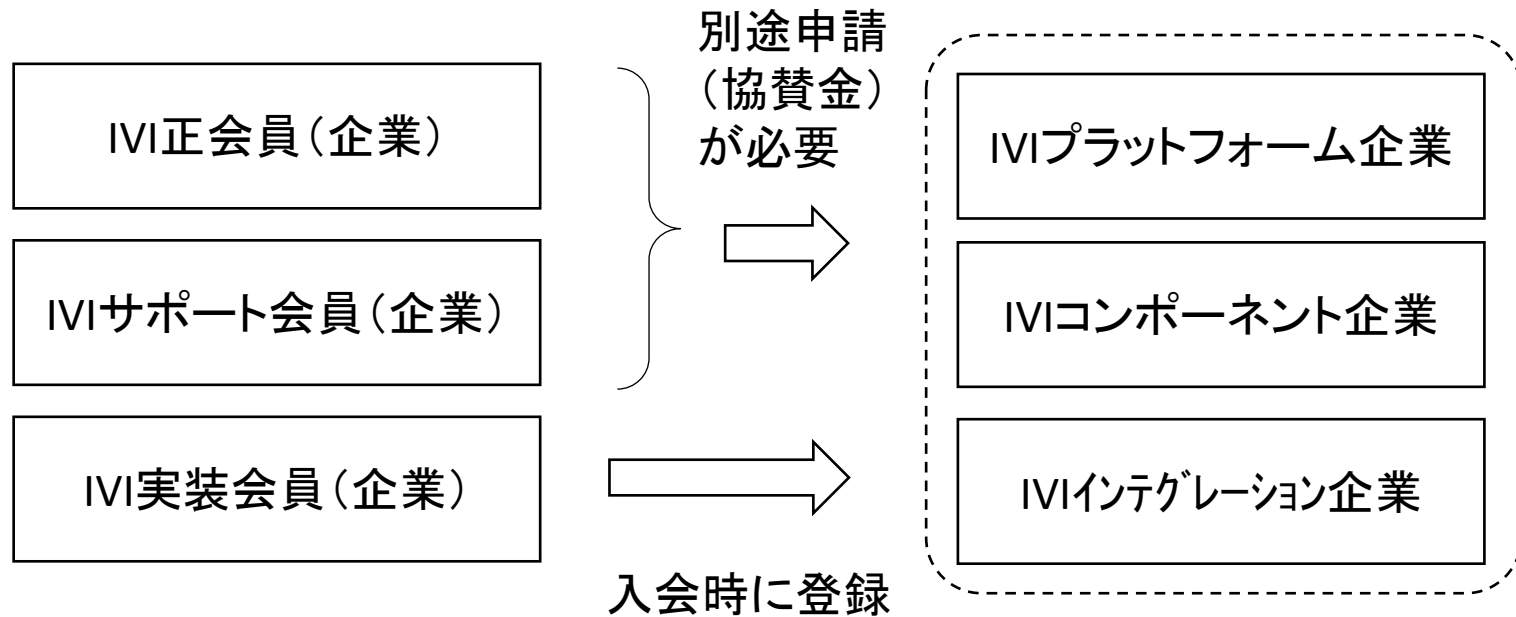 IVI正会員（企業）
IVIサポート会員（企業）
IVI実装会員（企業）
別途申請
（協賛金）
が必要
入会時に登録
IVIプラットフォーム企業
IVIコンポーネント企業
IVIｲﾝﾃｸﾞﾚｰｼｮﾝ企業